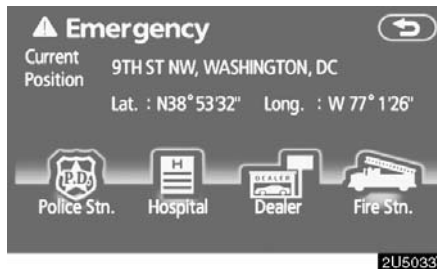 Emergency
Current
Position
9TH ST NW, WASHINGTON, DC
Lat. : N38°53'32" Long. : W 77°1'26"
P.D.
H
DEALER
Police Stn. Hospital Dealer Fire Stn.
2U5033